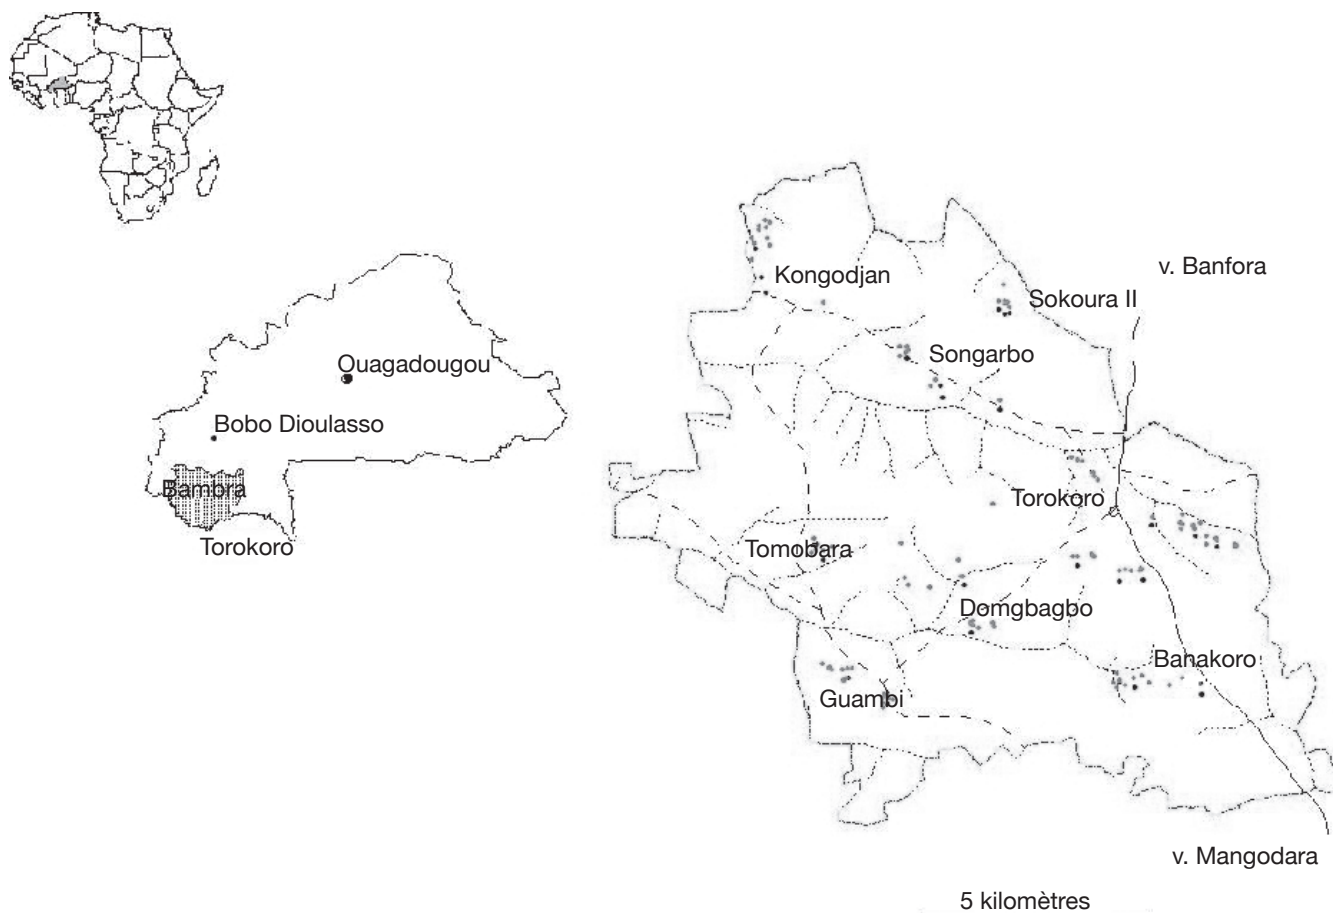 Ouagadougou
Bobo Dioulasso
Bambra
Torokoro
v. Banfora
Kongodjan
Sokoura II
Songarbo
Torokoro
Tomobara
Domgbagbo
Banakoro
Guambi
v. Mangodara
5 kilomètres